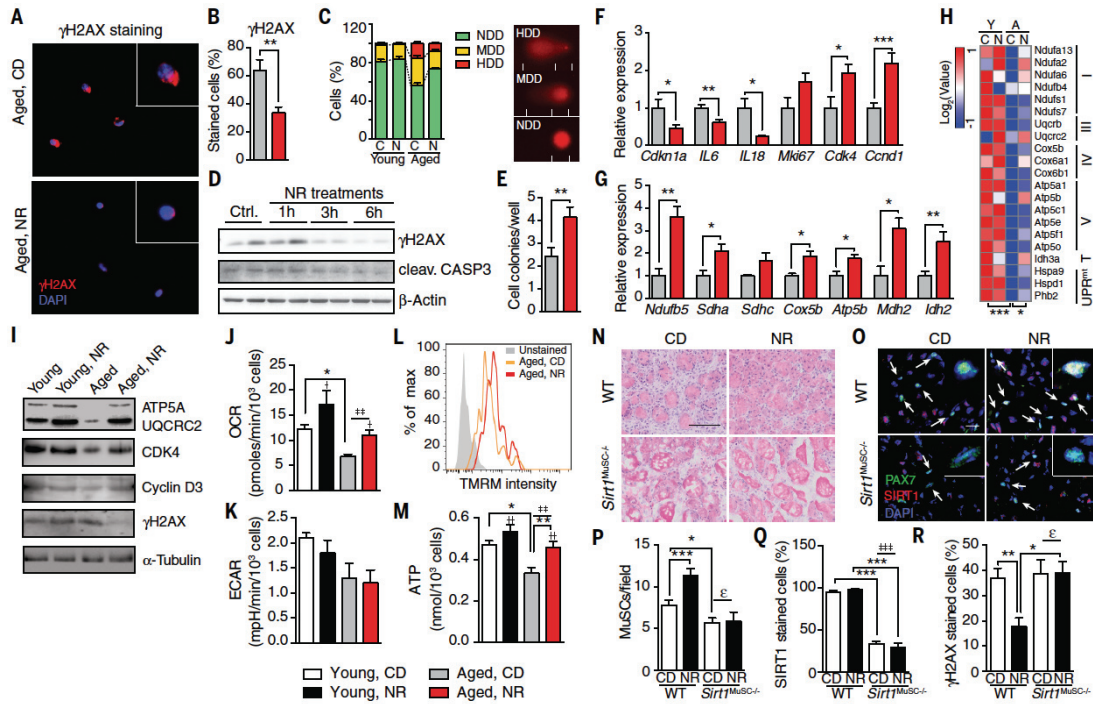 A
γH2AX staining
Aged, CD
Aged, NR
γH2AX
DAPI
B
γH2AX
**
Stained cells (%)
80
60
40
20
0
C
NDD
MDD
HDD
Cells (%)
100
80
60
40
20
0
C N C N
Young Aged
HDD
MDD
NDD
D
NR treatments
Ctrl. 1h 3h 6h
γH2AX
cleav. CASP3
β-Actin
E
**
Cell colonies/well
5
4
3
2
1
0
F
Relative expression
3
2
1
0
* ** * * ***
Cdkn1a IL6 IL18 Mki67 Cdk4 Ccnd1
G
Relative expression
5
4
3
2
1
0
** * * * * **
Ndufb5 Sdha Sdhc Cox5b Atp5b Mdh2 Idh2
H
Y A
C N C N
Log2(Value)
1
-1
Ndufa13
Ndufa2
Ndufa6
Ndufb4
Ndufs1
Ndufs7
Uqcrb
Uqcrc2
Cox5b
Cox6a1
Cox6b1
Atp5a1
Atp5b
Atp5c1
Atp5e
Atp5f1
Atp5o
Idh3a
Hspa9
Hspd1
Phb2
I
III
IV
V
T
UPRmt
*** *
I
Young
Young, NR
Aged
Aged, NR
ATP5A
UQCRC2
CDK4
Cyclin D3
γH2AX
α-Tubulin
J
OCR
(pmoles/min/10³ cells)
25
20
15
10
5
0
* ‡‡
K
ECAR
(mpH/min/10³ cells)
2.5
2.0
1.5
1.0
0.5
0.0
L
Unstained
Aged, CD
Aged, NR
% of max
100
80
60
40
20
0
TMRM intensity
M
ATP
(nmol/10³ cells)
0.6
0.4
0.2
0.0
‡‡ * ‡‡ ** ‡‡
Young, CD
Young, NR
Aged, CD
Aged, NR
N
CD NR
WT
Sirt1MuSC-/-
O
CD NR
WT
Sirt1MuSC-/-
PAX7
SIRT1
DAPI
P
MuSCs/field
15
10
5
0
*
***
ε
CD NR CD NR
WT Sirt1MuSC-/-
Q
SIRT1 stained cells (%)
150
100
50
0
‡‡‡
***
***
CD NR CD NR
WT Sirt1MuSC-/-
R
γH2AX stained cells (%)
50
40
30
20
10
0
** * ε
CD NR CD NR
WT Sirt1MuSC-/-